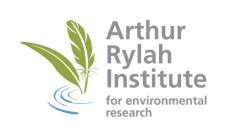 Arthur
Rylah
Institute
for environmental
research